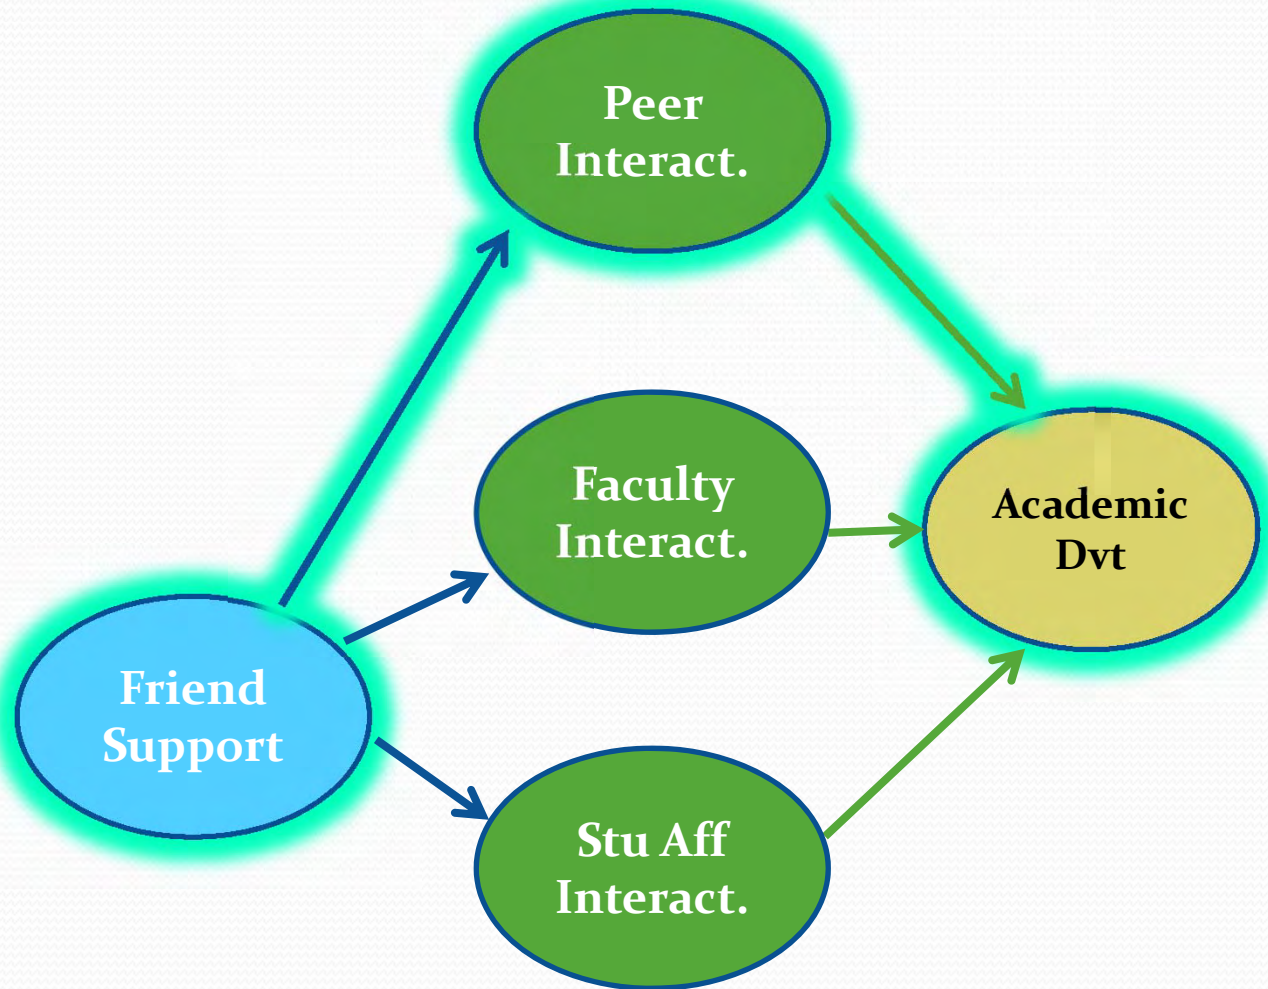 Peer
Interact.
Faculty
Interact.
Academic
Dvt
Friend
Support
Stu Aff
Interact.